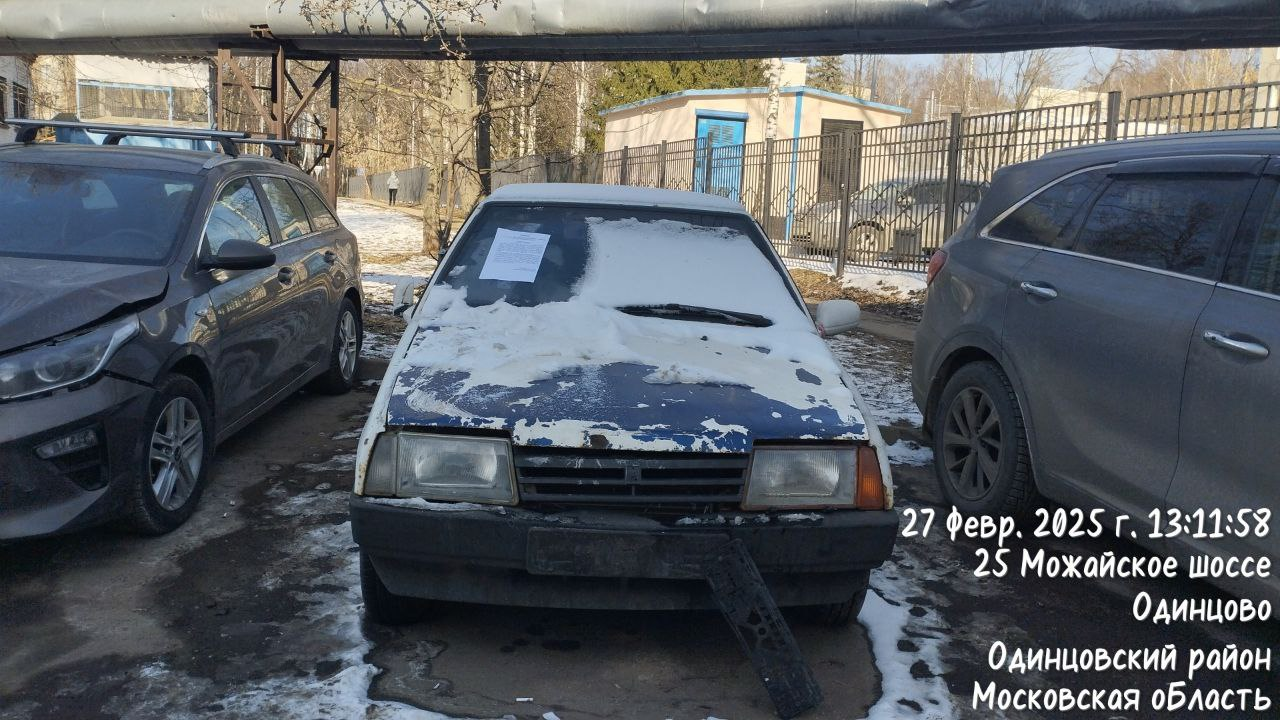 27 Февр. 2025 г. 13:11:58
25 Можайское шоссе
Одинцово
Одинцовский район
Московская область